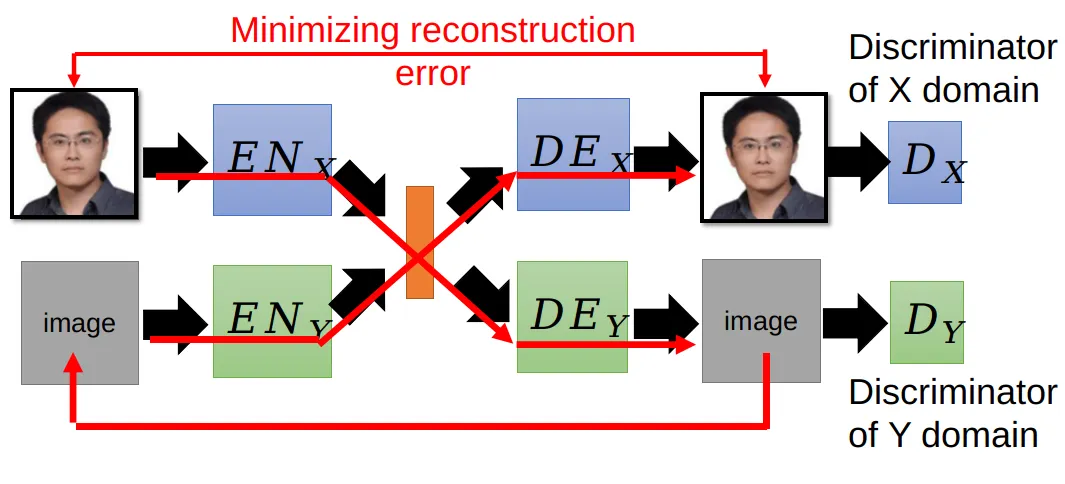 Minimizing reconstruction
error
Discriminator
of X domain
EN_X
DE_X
D_X
image
EN_Y
DE_Y
image
D_Y
Discriminator
of Y domain